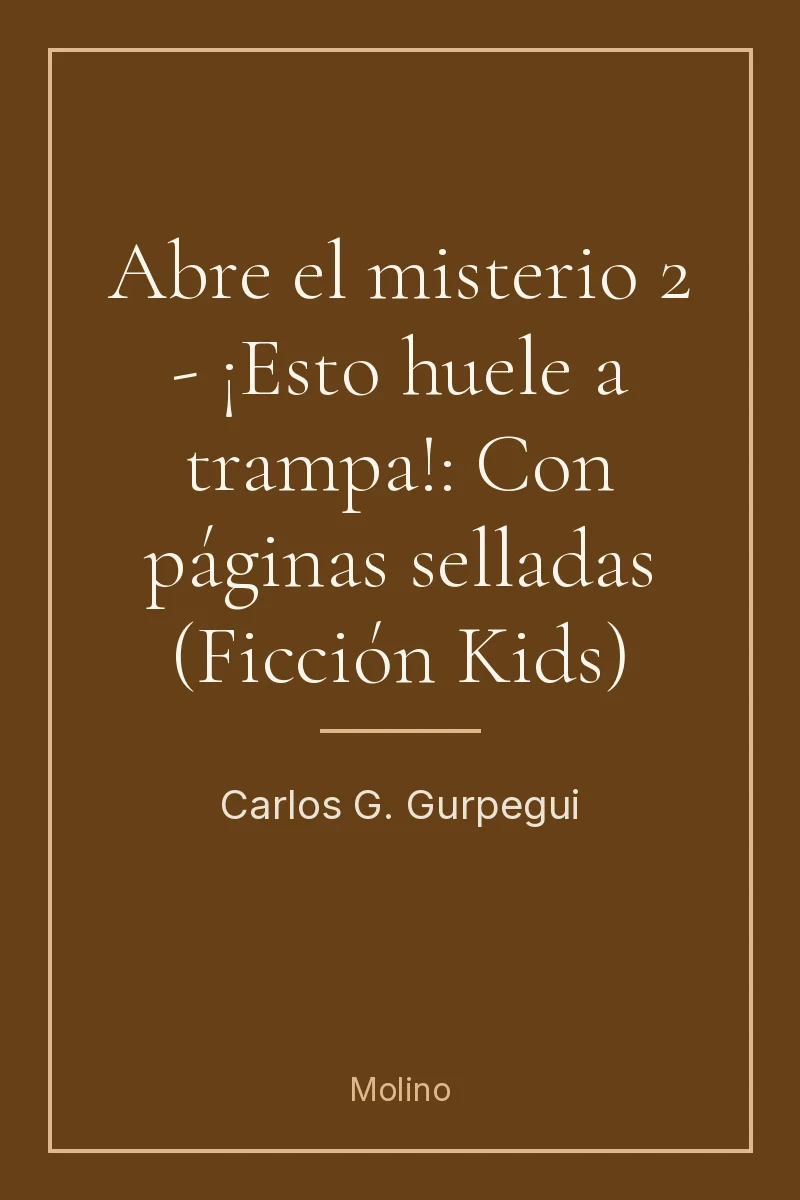 Abre el misterio 2
- ¡Esto huele a
trampa!: Con
páginas selladas
(Ficción Kids)
Carlos G. Gurpegui
Molino